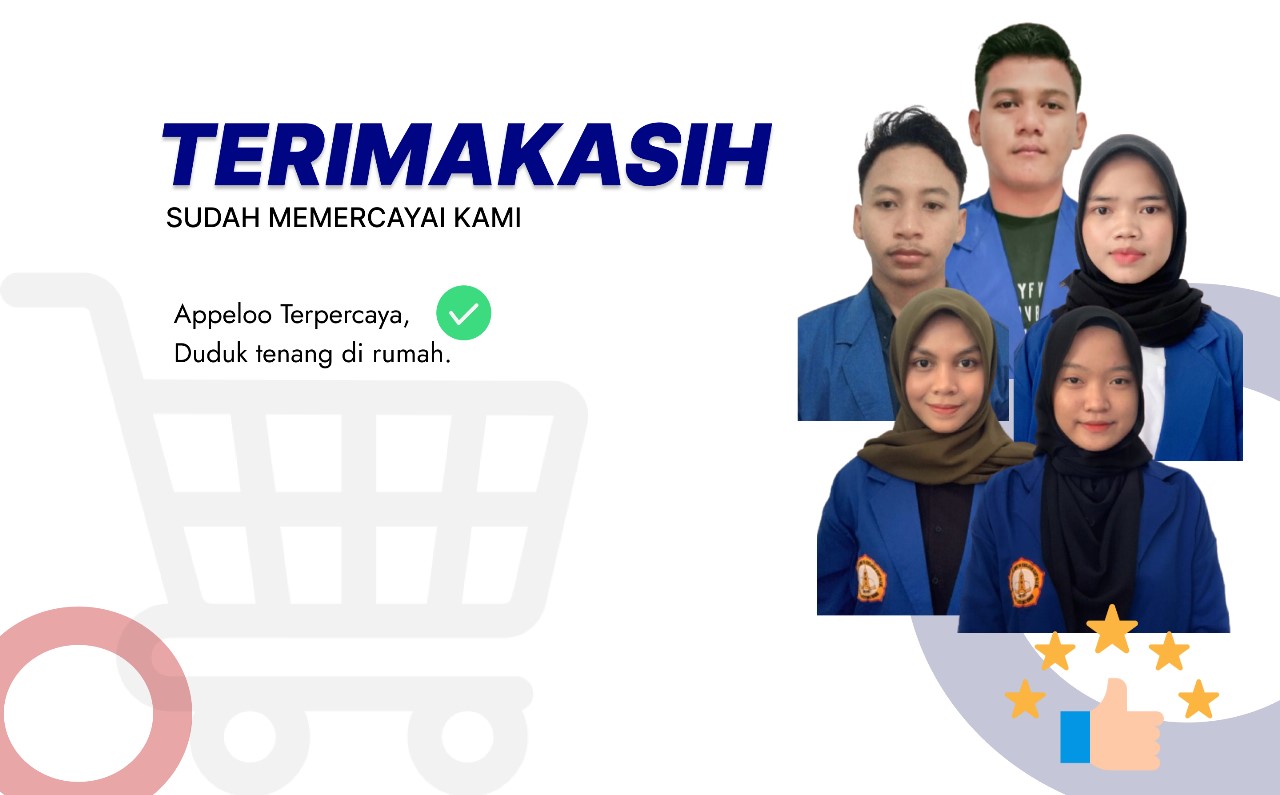 TERIMAKASIH
SUDAH MEMERCAYAI KAMI
Appeloo Terpercaya,
Duduk tenang di rumah.